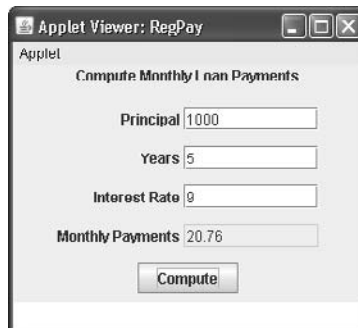 Applet Viewer: RegPay
Applet
Compute Monthly Loan Payments
Principal 1000
Years 5
Interest Rate 9
Monthly Payments 20.76
Compute